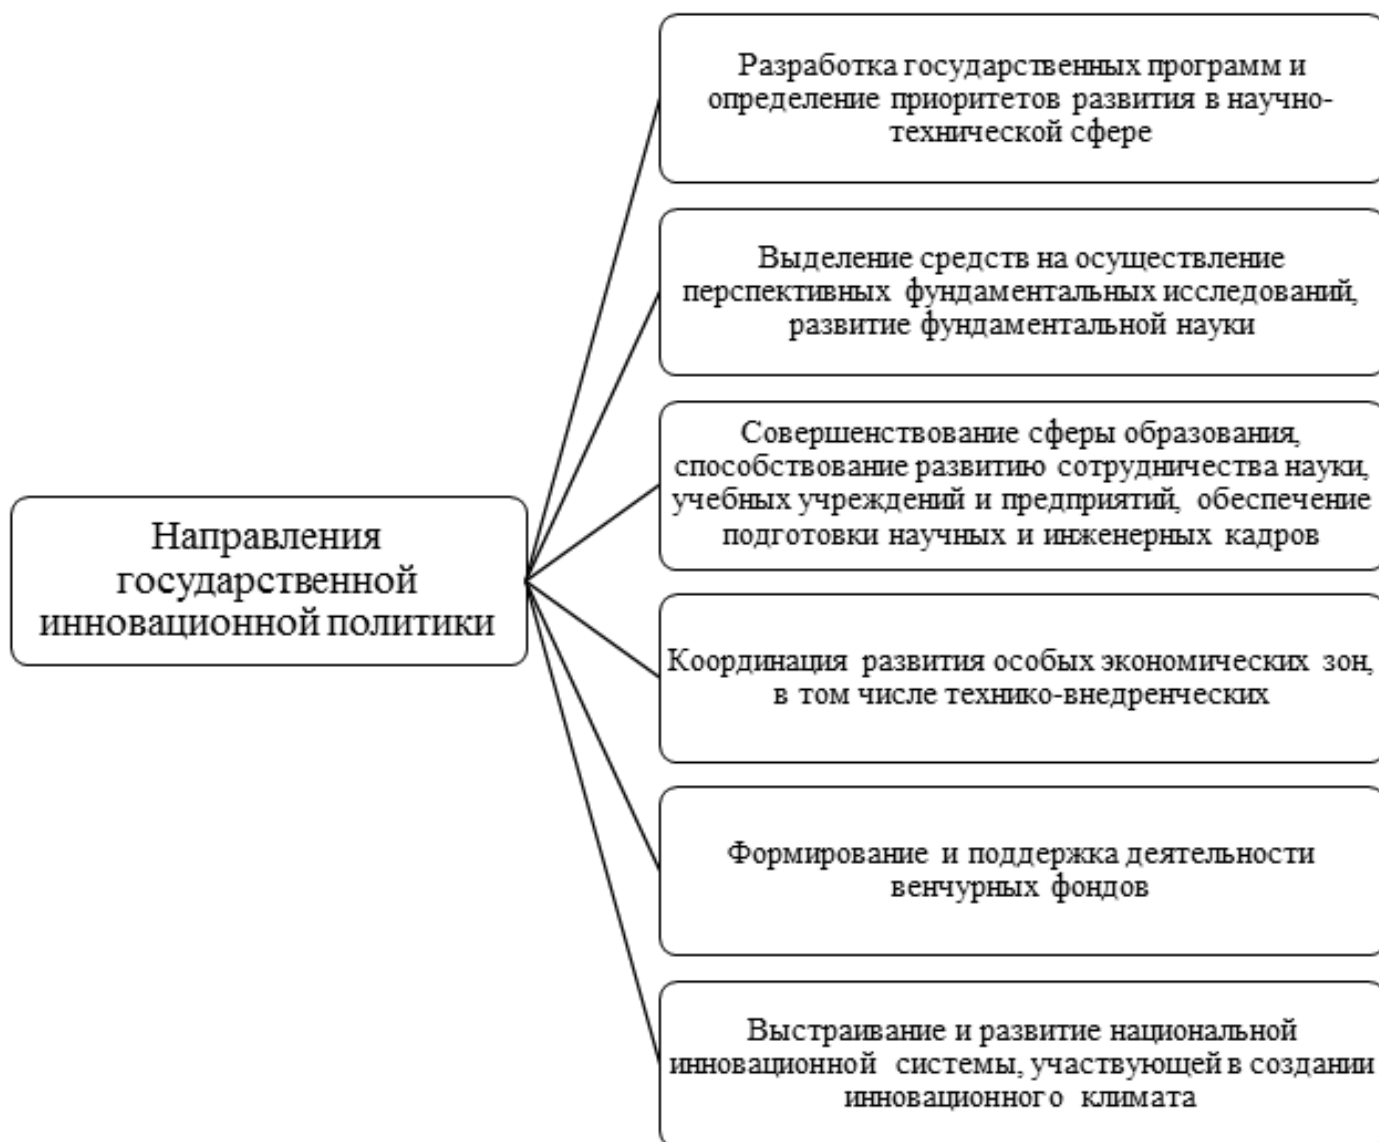 Направления
государственной
инновационной политики
Разработка государственных программ и
определение приоритетов развития в научно-
технической сфере
Выделение средств на осуществление
перспективных фундаментальных исследований,
развитие фундаментальной науки
Совершенствование сферы образования,
способствование развитию сотрудничества науки,
учебных учреждений и предприятий, обеспечение
подготовки научных и инженерных кадров
Координация развития особых экономических зон,
в том числе технико-внедренческих
Формирование и поддержка деятельности
венчурных фондов
Выстраивание и развитие национальной
инновационной системы, участвующей в создании
инновационного климата